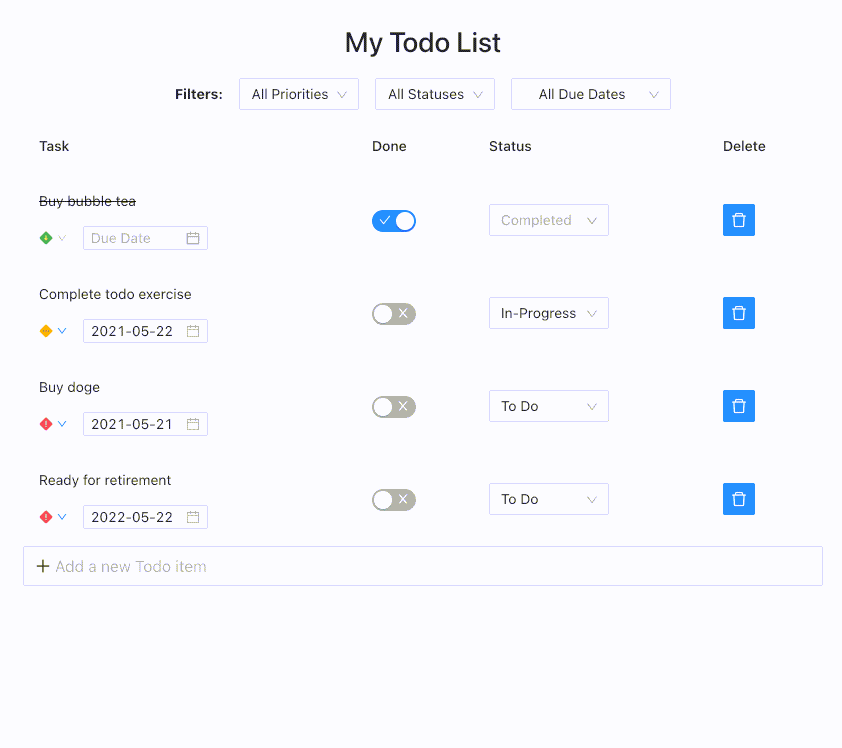 My Todo List
Filters: All Priorities All Statuses All Due Dates
Task Done Status Delete
Buy bubble tea
Completed
Due Date
Complete todo exercise
In-Progress
2021-05-22
Buy doge
To Do
2021-05-21
Ready for retirement
To Do
2022-05-22
Add a new Todo item